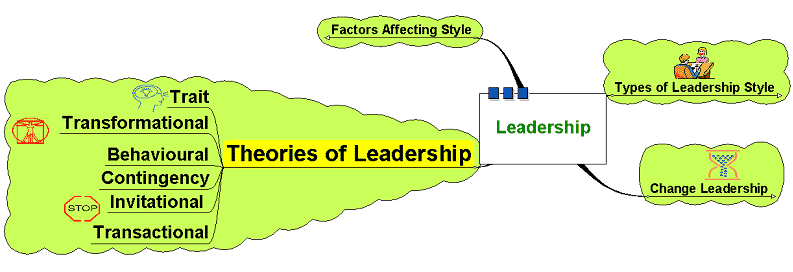 Factors Affecting Style
Types of Leadership Style
Leadership
Change Leadership
Theories of Leadership
Trait
Transformational
Behavioural
Contingency
Invitational
STOP
Transactional